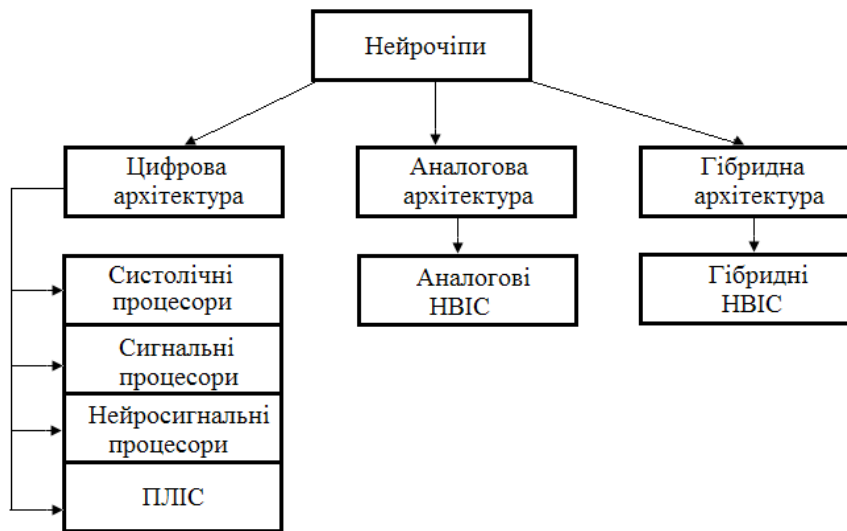 Нейрочіпи
Цифрова
архітектура
Аналогова
архітектура
Гібридна
архітектура
Систолічні
процесори
Сигнальні
процесори
Нейросигнальні
процесори
ПЛІС
Аналогові
НВІС
Гібридні
НВІС